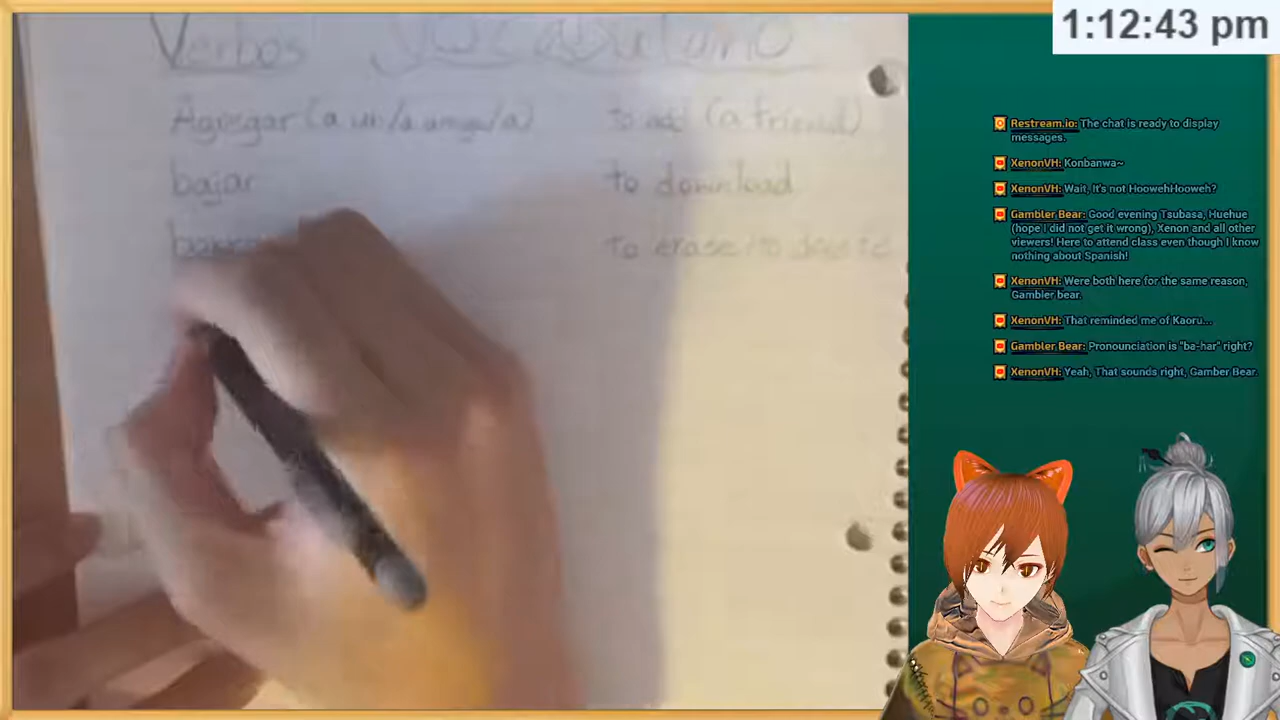 1:12:43 pm
Verbos Vocabulario
Agregar (a un/a amigo/a) to add (a friend)
bajar to download
to erase/to delete
Restream.io: The chat is ready to display
messages.
XenonVH: Konbanwa~
XenonVH: Wait, It's not HoowehHooweh?
Gambler Bear: Good evening Tsubasa, Huehue
(hope I did not get it wrong), Xenon and all other
viewers! Here to attend class even though I know
nothing about Spanish!
XenonVH: Were both here for the same reason,
Gambler bear.
XenonVH: That reminded me of Kaoru...
Gambler Bear: Pronounciation is "ba-har" right?
XenonVH: Yeah, That sounds right, Gamber Bear.